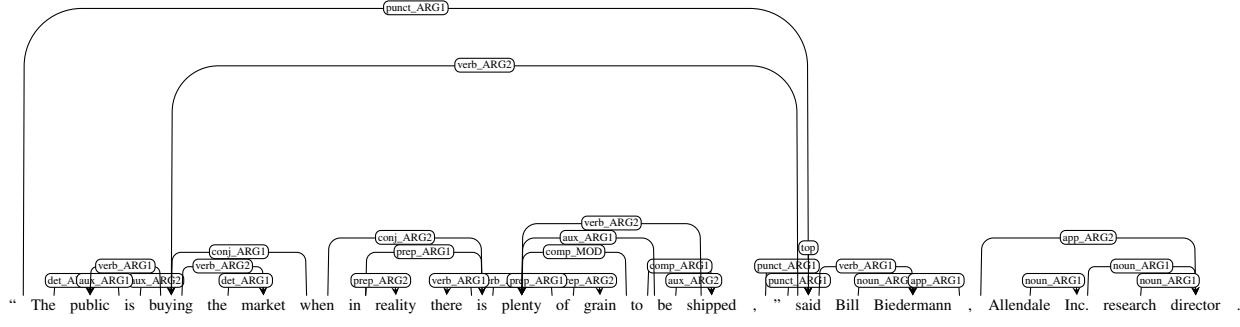 punct_ARG1
verb_ARG2
verb_ARG2
conj_ARG2 aux_ARG1
top
app_ARG2
conj_ARG1 prep_ARG1 comp_MOD
verb_ARG1 verb_ARG2 comp_ARG1 punct_ARG1 verb_ARG1 noun_ARG1
aux_ARG1 det_ARG1 prep_ARG2 verb_ARG1 prep_ARG1 aux_ARG2 punct_ARG1 app_ARG1 noun_ARG1 noun_ARG1
“ The public is buying the market when in reality there is plenty of grain to be shipped , ” said Bill Biedermann , Allendale Inc. research director .